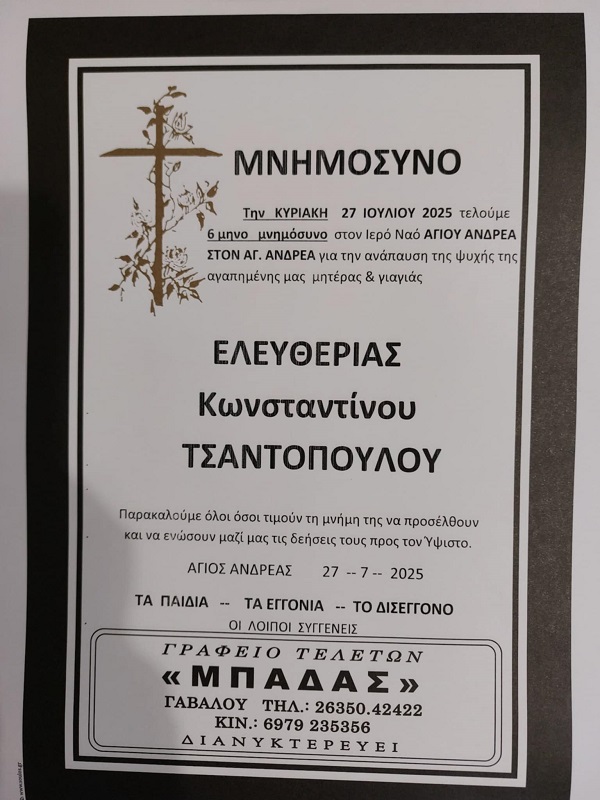 ΜΝΗΜΟΣΥΝΟ
Την ΚΥΡΙΑΚΗ 27 ΙΟΥΛΙΟΥ 2025 τελούμε
6 μηνο μνημόσυνο στον Ιερό Ναό ΑΓΙΟΥ ΑΝΔΡΕΑ
ΣΤΟΝ ΑΓ. ΑΝΔΡΕΑ για την ανάπαυση της ψυχής της
αγαπημένης μας μητέρας & γιαγιάς
ΕΛΕΥΘΕΡΙΑΣ
Κωνσταντίνου
ΤΣΑΝΤΟΠΟΥΛΟΥ
Παρακαλούμε όλοι όσοι τιμούν τη μνήμη της να προσέλθουν
και να ενώσουν μαζί μας τις δεήσεις τους προς τον Ύψιστο.
ΑΓΙΟΣ ΑΝΔΡΕΑΣ 27 -- 7 -- 2025
ΤΑ ΠΑΙΔΙΑ -- ΤΑ ΕΓΓΟΝΙΑ -- ΤΟ ΔΙΣΕΓΓΟΝΟ
ΟΙ ΛΟΙΠΟΙ ΣΥΓΓΕΝΕΙΣ
ΓΡΑΦΕΙΟ ΤΕΛΕΤΩΝ
«ΜΠΑΔΑΣ»
ΓΑΒΑΛΟΥ ΤΗΛ.: 26350.42422
ΚΙΝ.: 6979 235356
ΔΙΑΝΥΚΤΕΡΕΥΕΙ